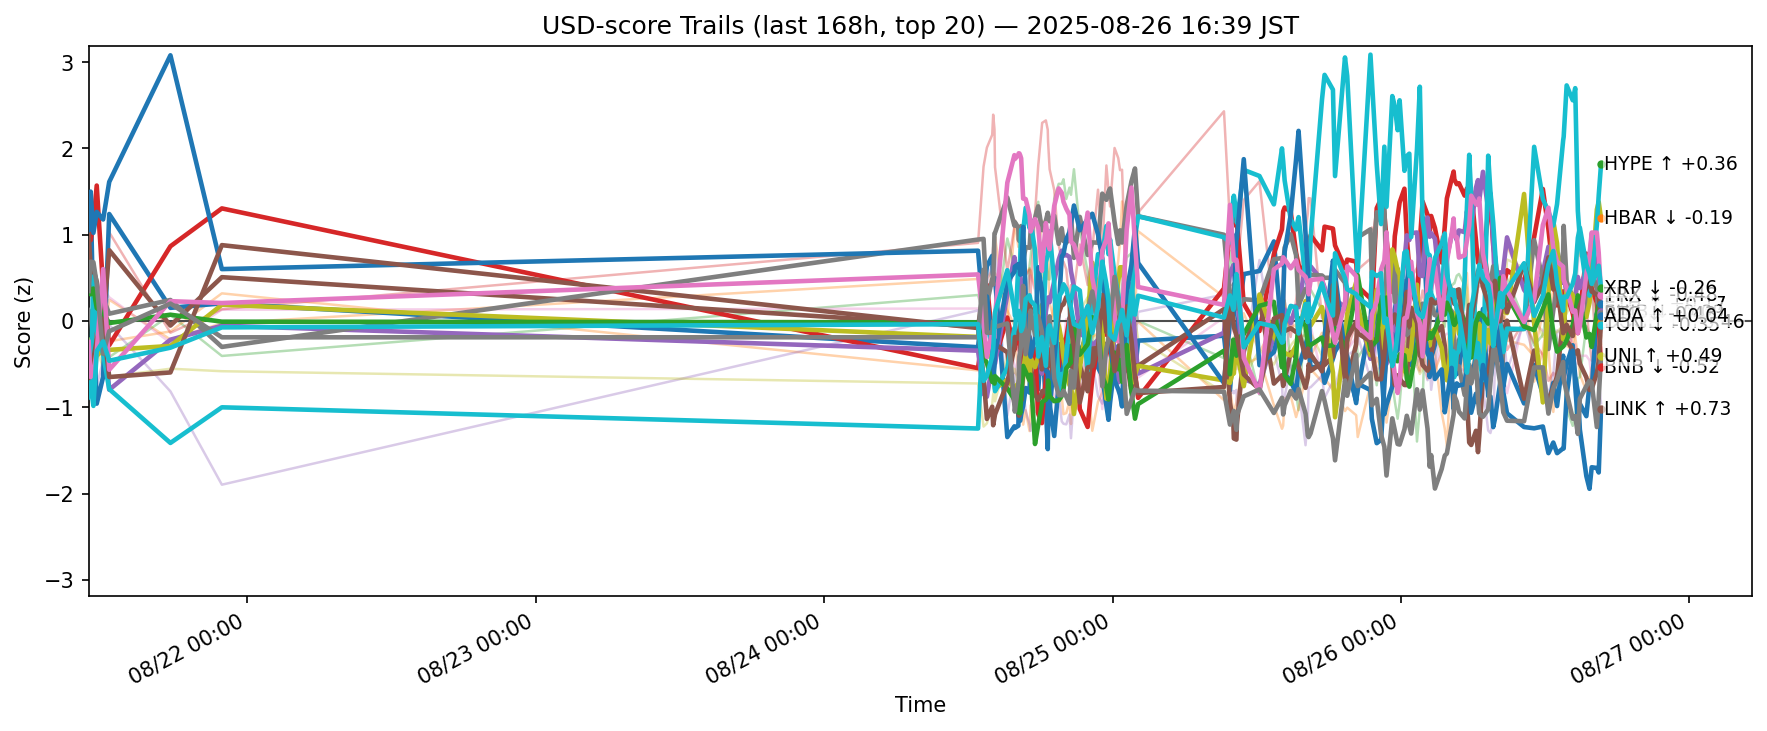 USD-score Trails (last 168h, top 20) — 2025-08-26 16:39 JST
Score (z)
3
2
1
0
−1
−2
−3
HYPE ↑ +0.36
HBAR ↓ -0.19
XRP ↓ -0.26
ADA ↑ +0.04
UNI ↑ +0.49
BNB ↓ -0.52
LINK ↑ +0.73
08/22 00:00
08/23 00:00
08/24 00:00
08/25 00:00
08/26 00:00
08/27 00:00
Time